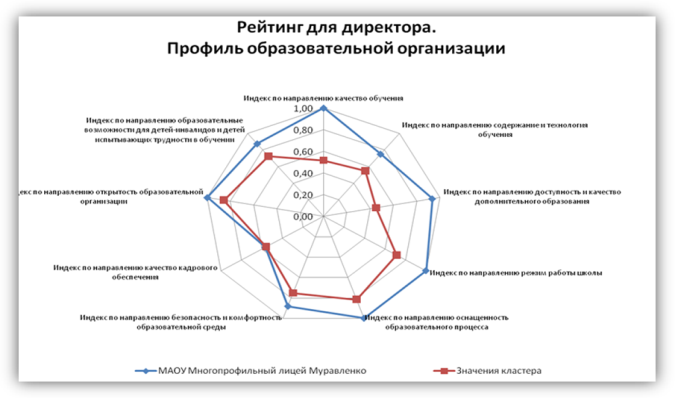 Рейтинг для директора.
Профиль образовательной организации
Индекс по направлению качество обучения
1,00
0,80
0,60
0,40
0,20
0,00
Индекс по направлению содержание и технология
обучения
Индекс по направлению доступность и качество
дополнительного образования
Индекс по направлению режим работы школы
Индекс по направлению оснащенность
образовательного процесса
Индекс по направлению безопасность и комфортность
образовательной среды
Индекс по направлению качество кадрового
обеспечения
декс по направлению открытость образовательной
организации
Индекс по направлению образовательные
возможности для детей-инвалидов и детей
испытывающих трудности в обучении
МАОУ Многопрофильный лицей Муравленко
Значения кластера